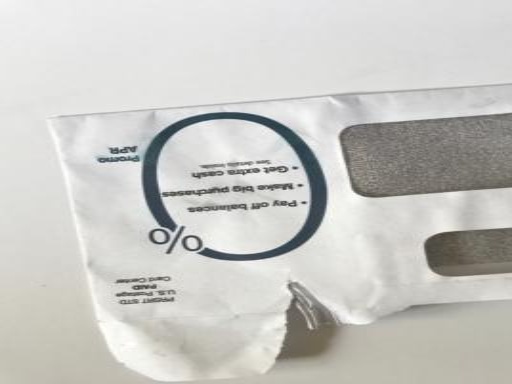 PRSRT STD
U.S. Postage
PAID
Card Center
0%
• Pay off balances
• Make big purchases
• Get extra cash
See details inside.
Promo
APR